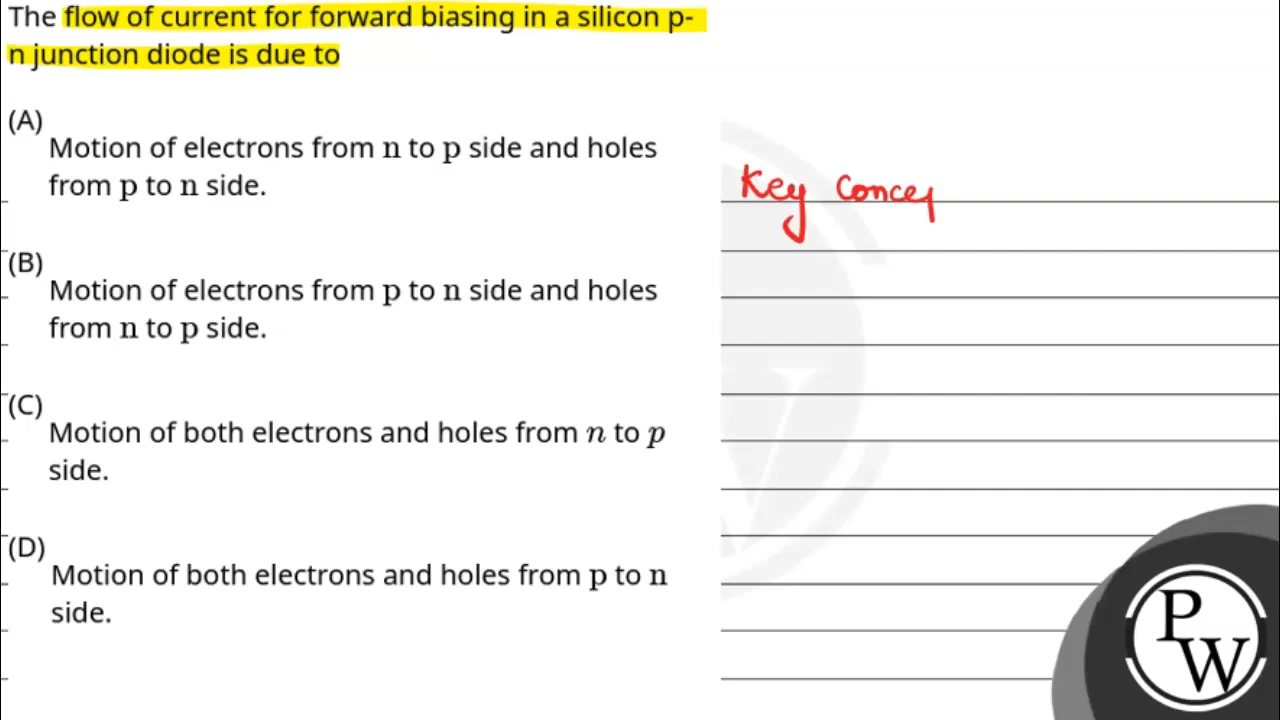 The flow of current for forward biasing in a silicon p-
n junction diode is due to
(A)
Motion of electrons from n to p side and holes
from p to n side.
(B)
Motion of electrons from p to n side and holes
from n to p side.
(C)
Motion of both electrons and holes from n to p
side.
(D)
Motion of both electrons and holes from p to n
side.
Key Concep
P
W